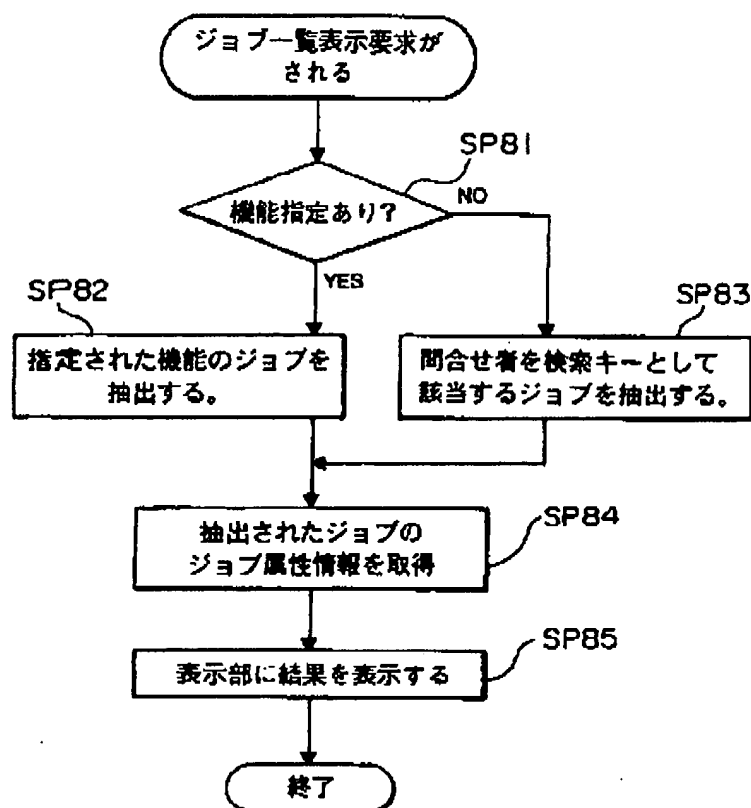 ジョブ一覧表示要求が
される
SP81
機能指定あり?
NO
YES
SP82
指定された機能のジョブを
抽出する。
SP83
問合せ者を検索キーとして
該当するジョブを抽出する。
抽出されたジョブの
ジョブ属性情報を取得
SP84
SP85
表示部に結果を表示する
終了